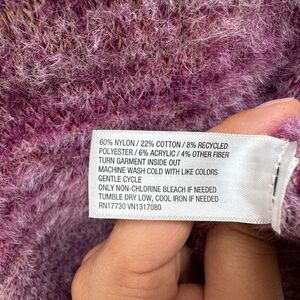 60% NYLON / 22% COTTON / 8% RECYCLED
POLYESTER / 6% ACRYLIC / 4% OTHER FIBER
TURN GARMENT INSIDE OUT
MACHINE WASH COLD WITH LIKE COLORS
GENTLE CYCLE
ONLY NON-CHLORINE BLEACH IF NEEDED
TUMBLE DRY LOW, COOL IRON IF NEEDED
RN17730 VN1317080